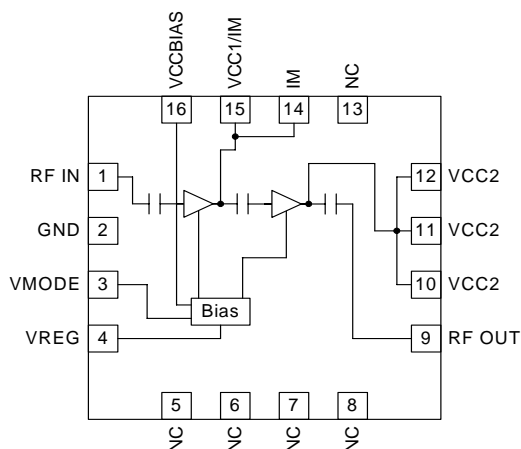 VCCBIAS
VCC1/IM
IM
NC
16
15
14
13
RF IN
1
12
VCC2
GND
2
11
VCC2
VMODE
3
10
VCC2
Bias
VREG
4
9
RF OUT
5
6
7
8
NC
NC
NC
NC